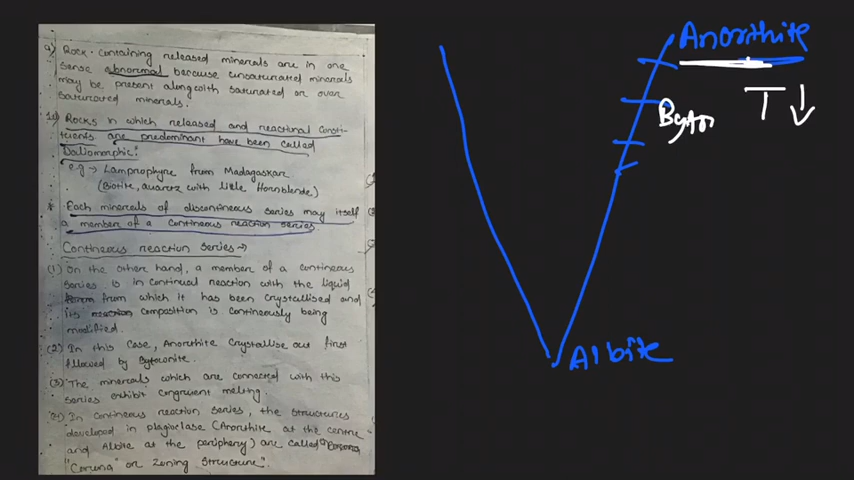 9) Rock containing released minerals are in one
sense abnormal because unsaturated minerals
may be present alongwith saturated or over
saturated minerals.
10) Rocks in which released and reactional consti-
tuents are predominant have been called
"Daliomorphic".
e.g → Lamprophyre from Madagaskar
(Biotite, quartz with little Hornblende)
* Each minerals of discontineous series may itself
a member of a continuous reaction series.
Contineous reaction series →
(1) On the other hand, a member of a contineous
series is in continual reaction with the liquid
from which it has been crystallised and
its reaction composition is continuously being
modified.
(2) In this case, Anorthite Crystallise out first
followed by Bytownite.
(3) The minerals which are connected with this
series exhibit congruent melting.
(4) In continous reaction series, the structures
developed in plagioclase (Anorthite at the centre
and Albite at the periphery) are called
"Corona" or Zoning Structure".
Anorthite
T ↓
Bytow
Albite